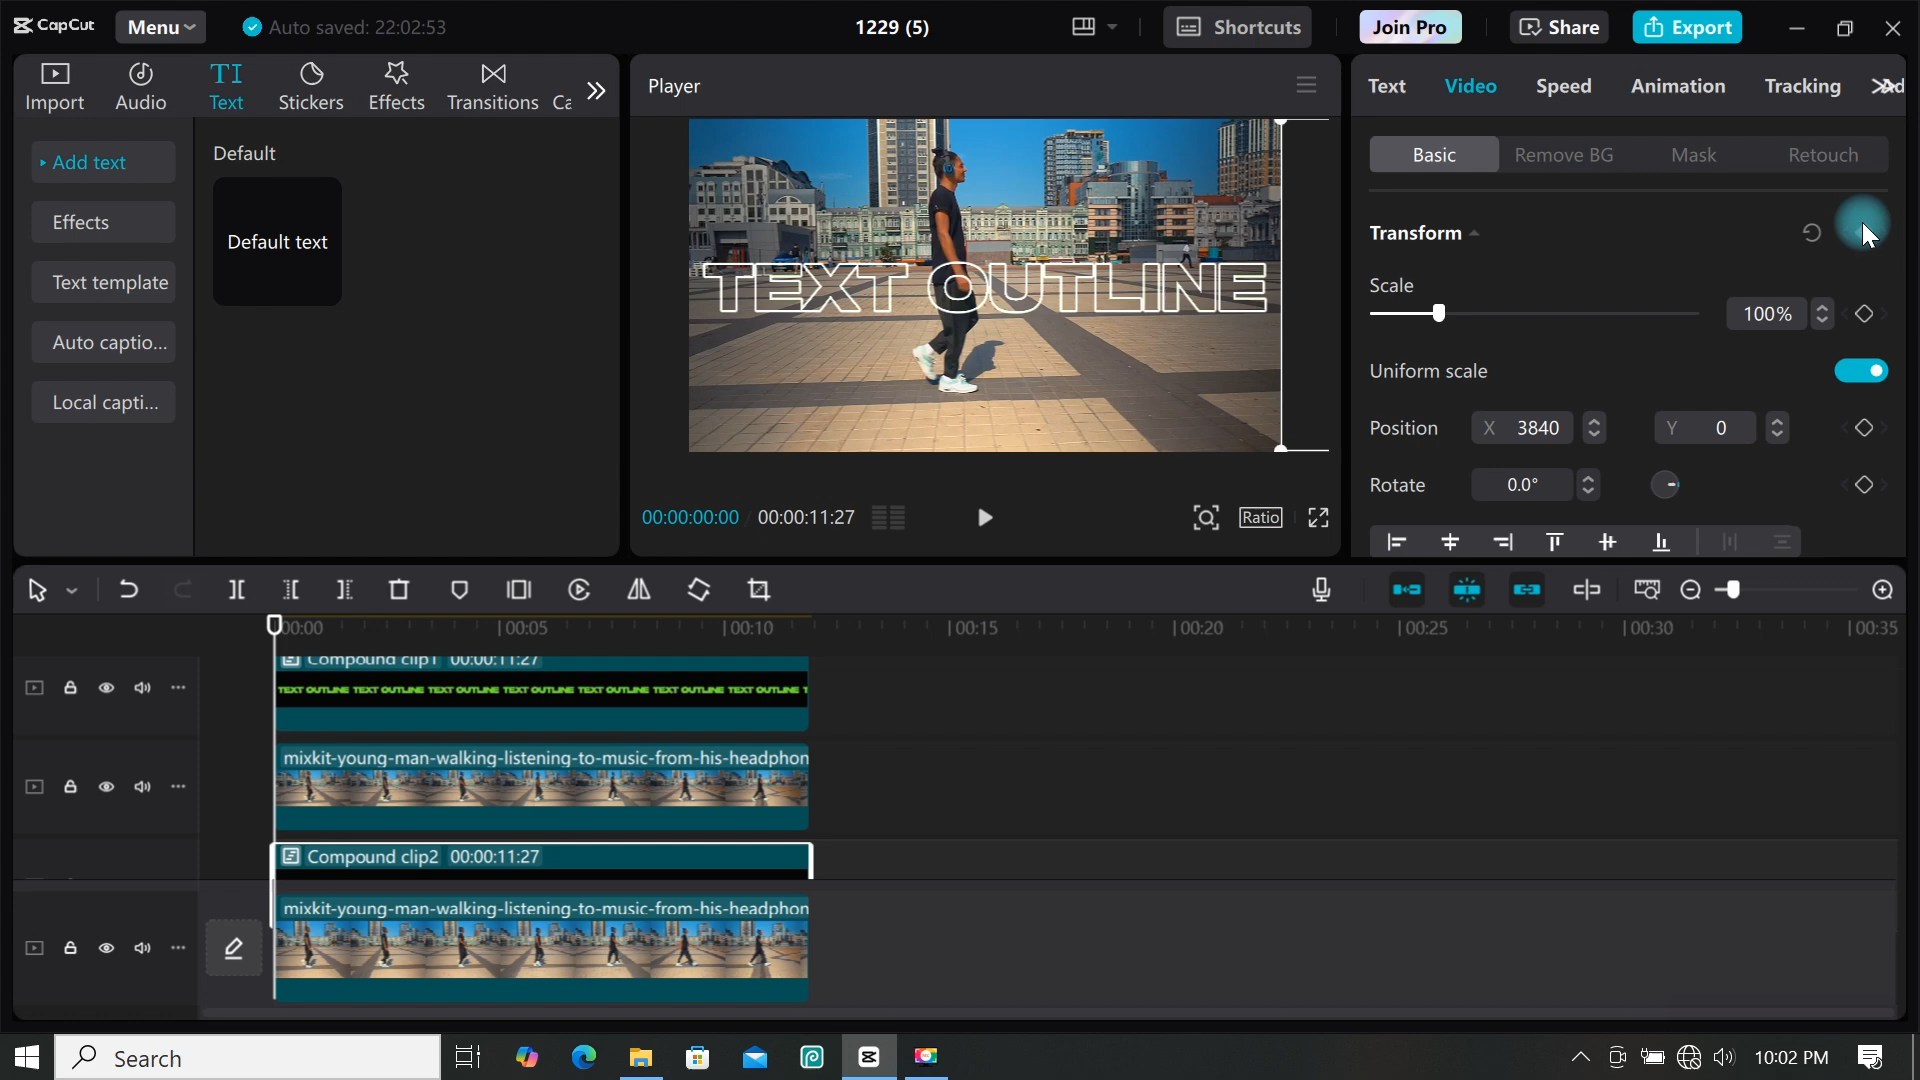 CapCut
Menu
Auto saved: 22:02:53
1229 (5)
Shortcuts
Join Pro
Share
Export
Import
Audio
TI
Text
Stickers
Effects
Transitions
Ca
Add text
Effects
Text template
Auto captio...
Local capti...
Default
Default text
Player
TEXT OUTLINE
00:00:00:00
00:00:11:27
Ratio
Text
Video
Speed
Animation
Tracking
Basic
Remove BG
Mask
Retouch
Transform
Scale
100%
Uniform scale
Position
X 3840
Y 0
Rotate
0.0°
00:00
00:05
00:10
00:15
00:20
00:25
00:30
00:35
Compound clip1 00:00:11:27
TEXT OUTLINE TEXT OUTLINE TEXT OUTLINE TEXT OUTLINE TEXT OUTLINE TEXT OUTLINE TEXT OUTLINE T
mixkit-young-man-walking-listening-to-music-from-his-headphon
Compound clip2 00:00:11:27
mixkit-young-man-walking-listening-to-music-from-his-headphon
Search
10:02 PM